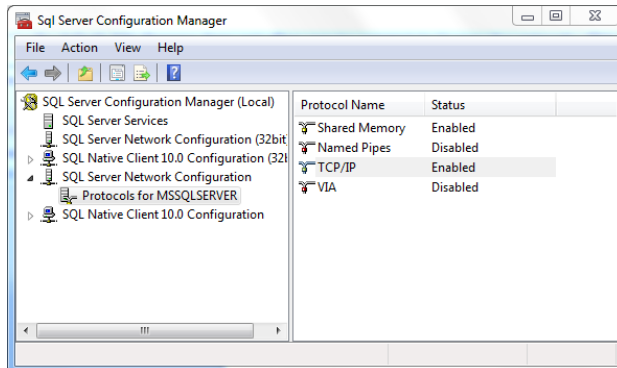 Sql Server Configuration Manager
File Action View Help
SQL Server Configuration Manager (Local)
SQL Server Services
SQL Server Network Configuration (32bit
SQL Native Client 10.0 Configuration (32b
SQL Server Network Configuration
Protocols for MSSQLSERVER
SQL Native Client 10.0 Configuration
Protocol Name Status
Shared Memory Enabled
Named Pipes Disabled
TCP/IP Enabled
VIA Disabled